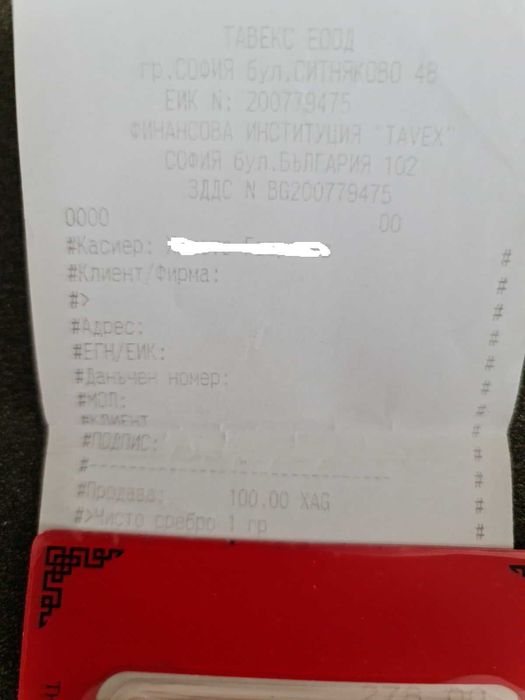 ТАВЕКС ЕООД
гр.СОФИЯ бул.СИТНЯКОВО 48
ЕИК N: 200779475
ФИНАНСОВА ИНСТИТУЦИЯ "TAVEX"
СОФИЯ бул.БЪЛГАРИЯ 102
ЗДДС N BG200779475
0000 00
#Касиер: #
#Клиент/Фирма: #
#> #
#Адрес: #
#ЕГН/ЕИК: #
#Данъчен номер: #
#МОЛ: #
#КЛИЕНТ #
#ПОДПИС: #
#-------------------------------- #
#Продава: 100.00 XAG #
#>Чисто сребро 1 гр #